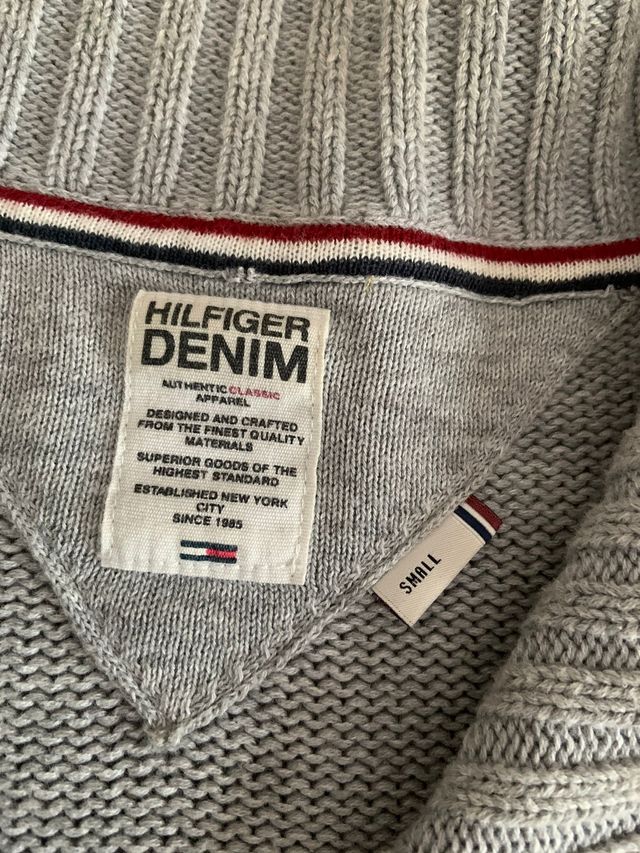 HILFIGER
DENIM
AUTHENTIC CLASSIC
APPAREL
DESIGNED AND CRAFTED
FROM THE FINEST QUALITY
MATERIALS
SUPERIOR GOODS OF THE
HIGHEST STANDARD
ESTABLISHED NEW YORK
CITY
SINCE 1985
SMALL